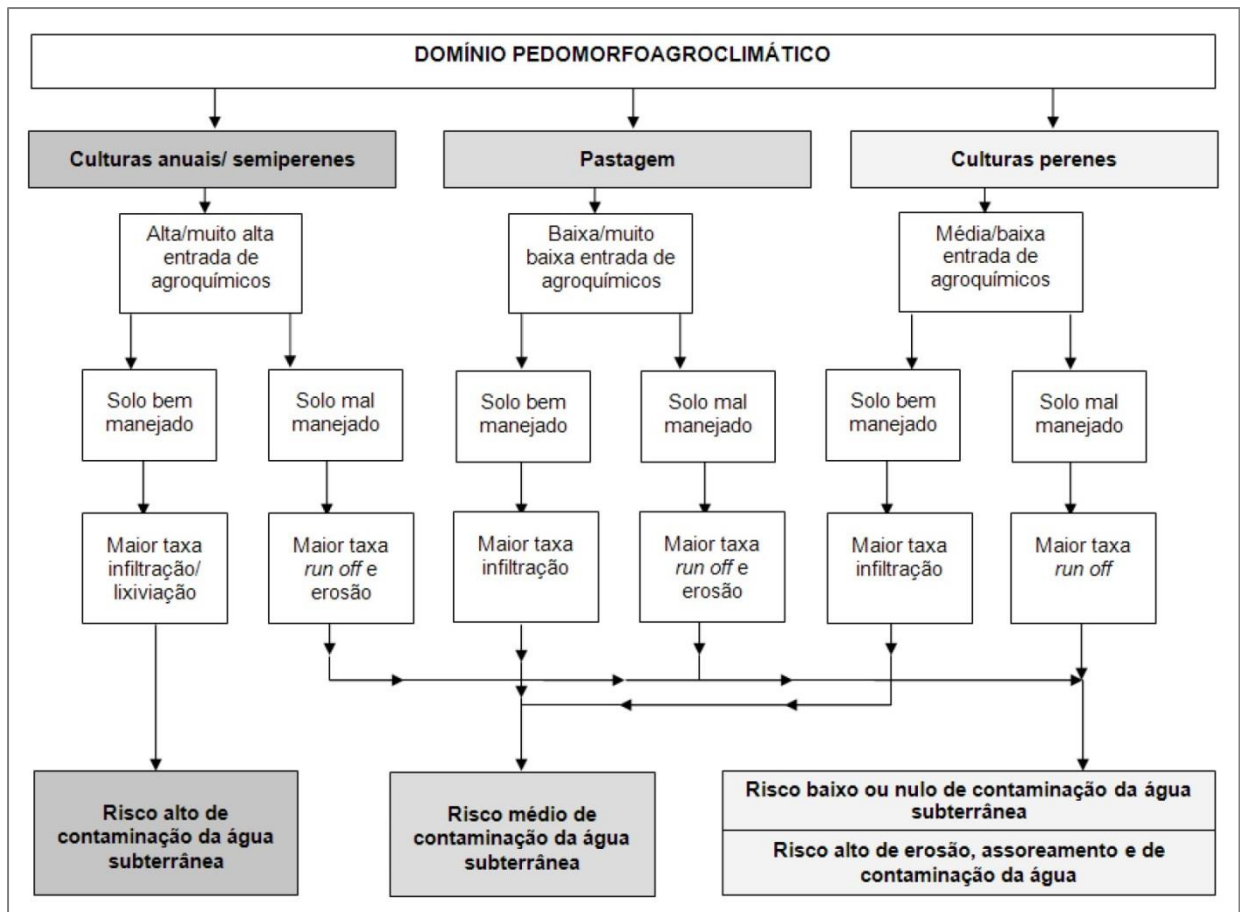 DOMÍNIO PEDOMORFOAGROCLIMÁTICO
Culturas anuais/ semiperenes
Pastagem
Culturas perenes
Alta/muito alta
entrada de
agroquímicos
Baixa/muito
baixa entrada de
agroquímicos
Média/baixa
entrada de
agroquímicos
Solo bem
manejado
Solo mal
manejado
Solo bem
manejado
Solo mal
manejado
Solo bem
manejado
Solo mal
manejado
Maior taxa
infiltração/
lixiviação
Maior taxa
run off e
erosão
Maior taxa
infiltração
Maior taxa
run off e
erosão
Maior taxa
infiltração
Maior taxa
run off
Risco alto de
contaminação da água
subterrânea
Risco médio de
contaminação da água
subterrânea
Risco baixo ou nulo de contaminação da água
subterrânea
Risco alto de erosão, assoreamento e de
contaminação da água